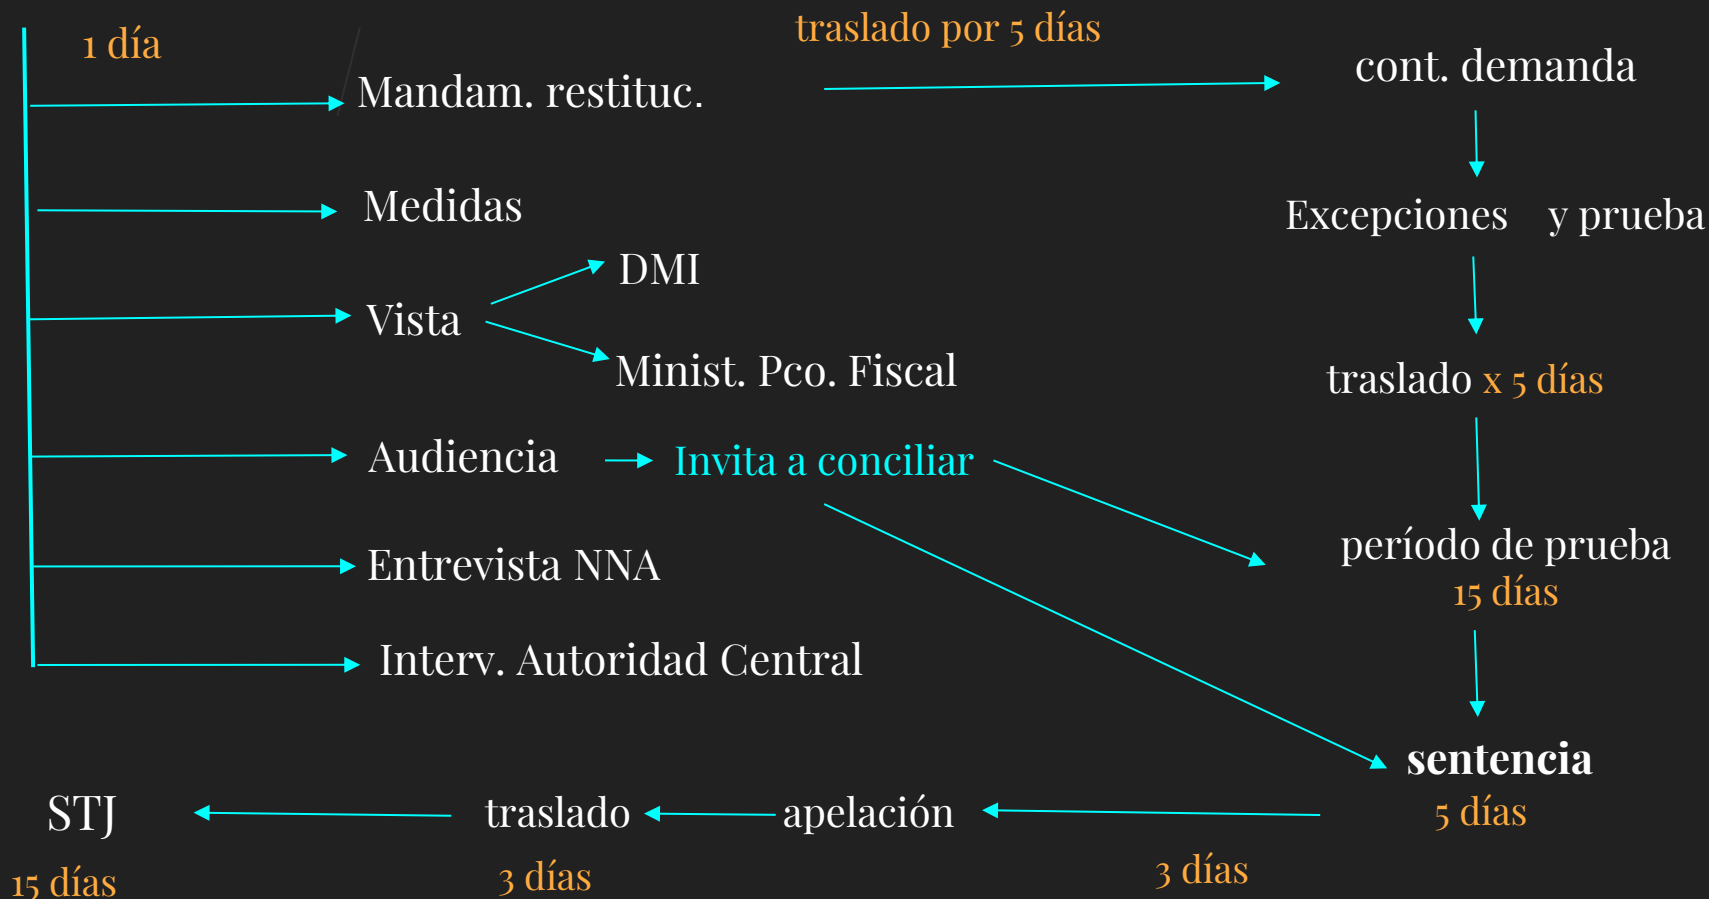 1 día
traslado por 5 días
Mandam. restituc.
cont. demanda
Medidas
Excepciones y prueba
Vista
DMI
Minist. Pco. Fiscal
traslado x 5 días
Audiencia
Invita a conciliar
período de prueba
15 días
Entrevista NNA
Interv. Autoridad Central
sentencia
5 días
apelación
3 días
traslado
3 días
STJ
15 días